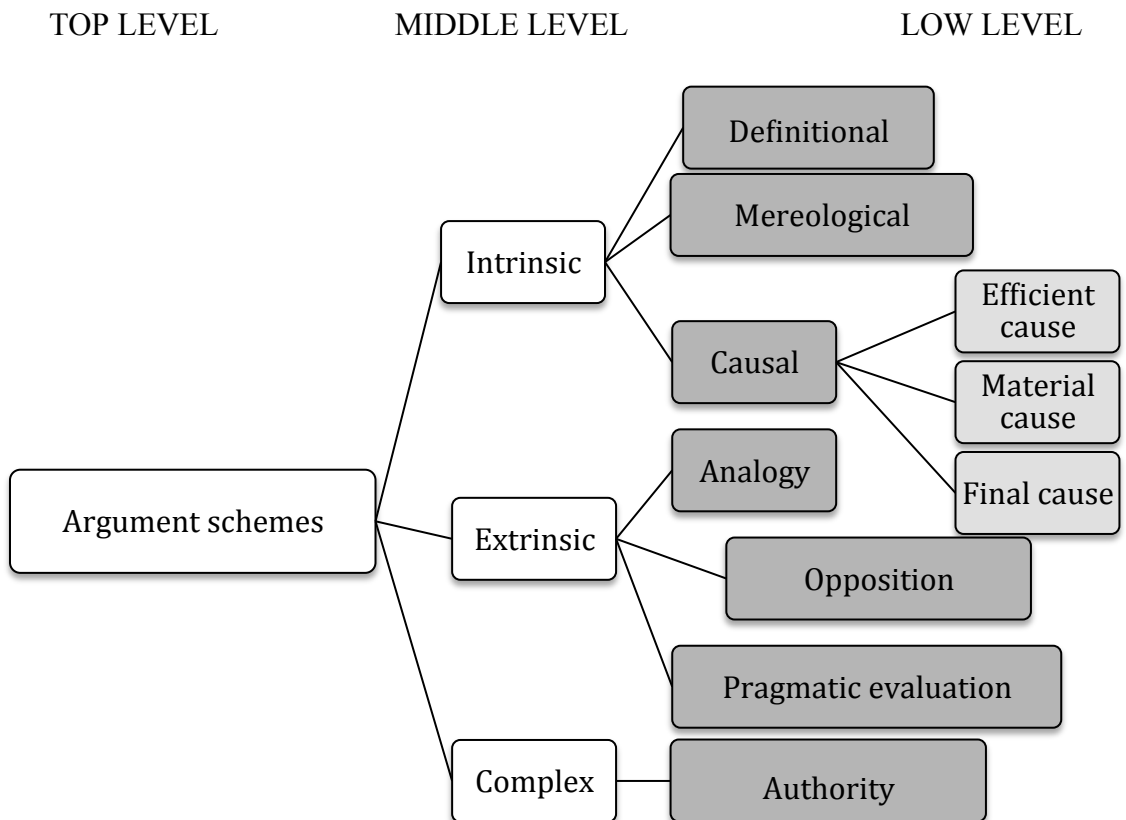 TOP LEVEL
MIDDLE LEVEL
LOW LEVEL
Argument schemes
Intrinsic
Definitional
Mereological
Causal
Efficient
cause
Material
cause
Final cause
Extrinsic
Analogy
Opposition
Pragmatic evaluation
Complex
Authority